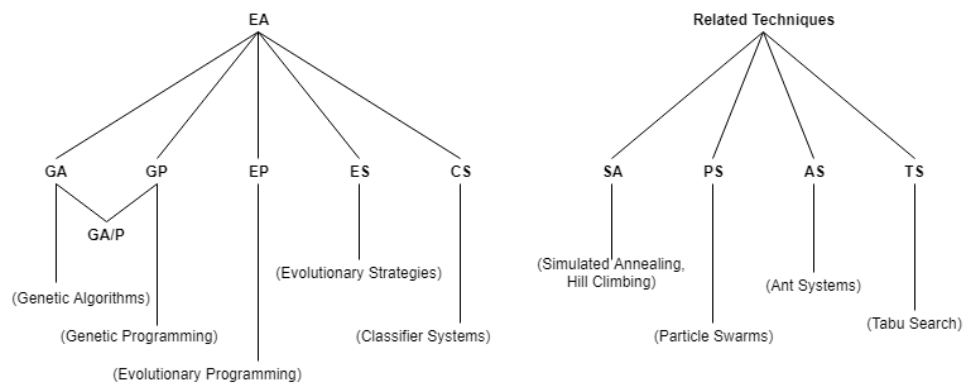 EA
Related Techniques
GA
GP
EP
ES
CS
SA
PS
AS
TS
GA/P
(Simulated Annealing,
Hill Climbing)
(Evolutionary Strategies)
(Ant Systems)
(Genetic Algorithms)
(Tabu Search)
(Genetic Programming)
(Classifier Systems)
(Particle Swarms)
(Evolutionary Programming)